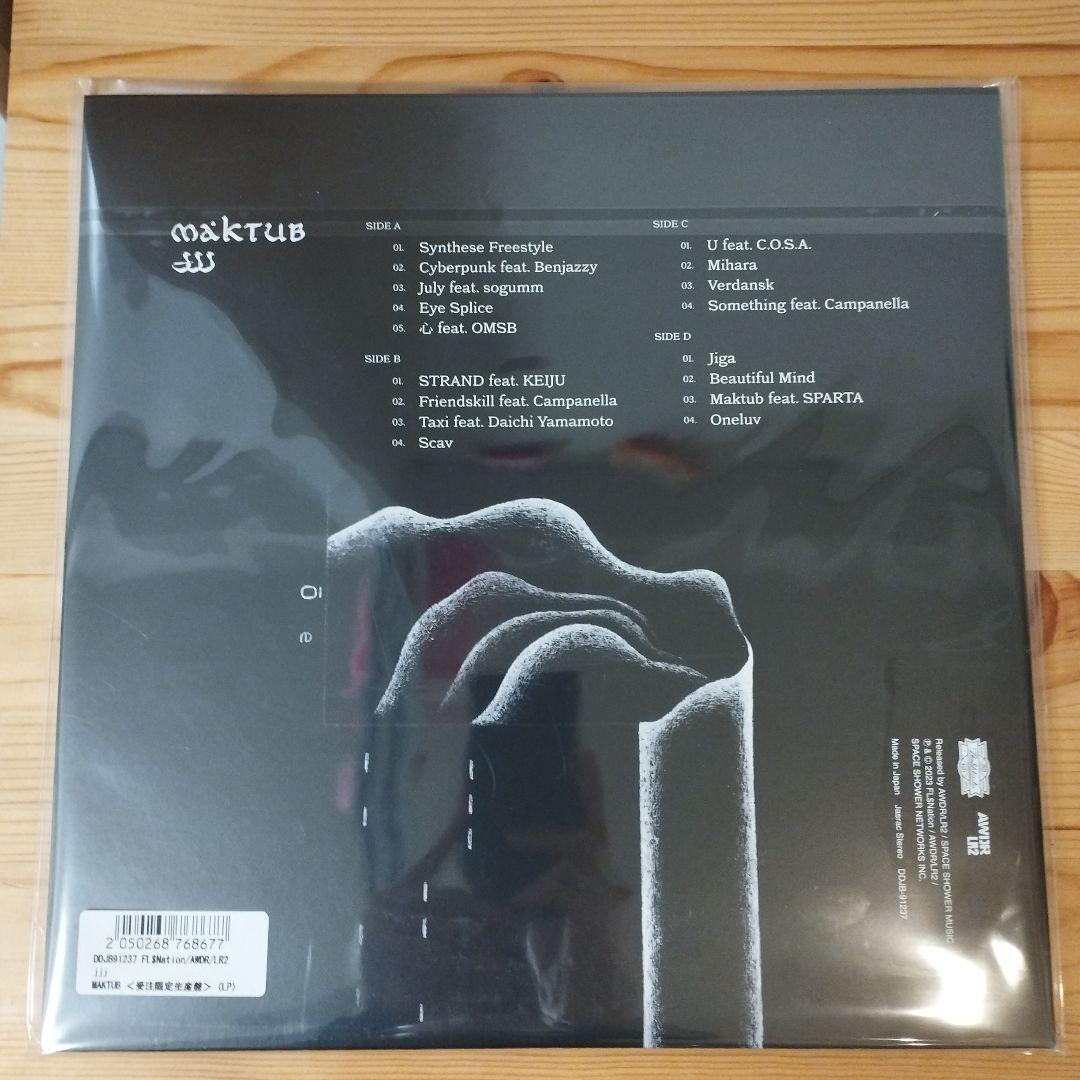 MAKTUB
jjj
SIDE A
01. Synthese Freestyle
02. Cyberpunk feat. Benjazzy
03. July feat. sogumm
04. Eye Splice
05. 心 feat. OMSB
SIDE B
01. STRAND feat. KEIJU
02. Friendskill feat. Campanella
03. Taxi feat. Daichi Yamamoto
04. Scav
SIDE C
01. U feat. C.O.S.A.
02. Mihara
03. Verdansk
04. Something feat. Campanella
SIDE D
01. Jiga
02. Beautiful Mind
03. Maktub feat. SPARTA
04. Oneluv
Ō
e
AWDR
LR2
Released by AWDR/LR2 / SPACE SHOWER MUSIC
℗ & © 2023 FL$Nation / AWDR/LR2 /
SPACE SHOWER NETWORKS INC.
Made in Japan Jasrac Stereo DDJB-91237
2 050268 768677
DDJB91237 FL$Nation/AWDR/LR2
jjj
MAKTUB <受注限定生産盤> (LP)